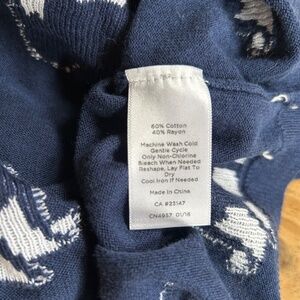 60% Cotton
40% Rayon
Machine Wash Cold
Gentle Cycle
Only Non-Chlorine
Bleach When Needed
Reshape, Lay Flat To
Dry
Cool Iron If Needed
Made In China
CA #23147
CN4957 01/16